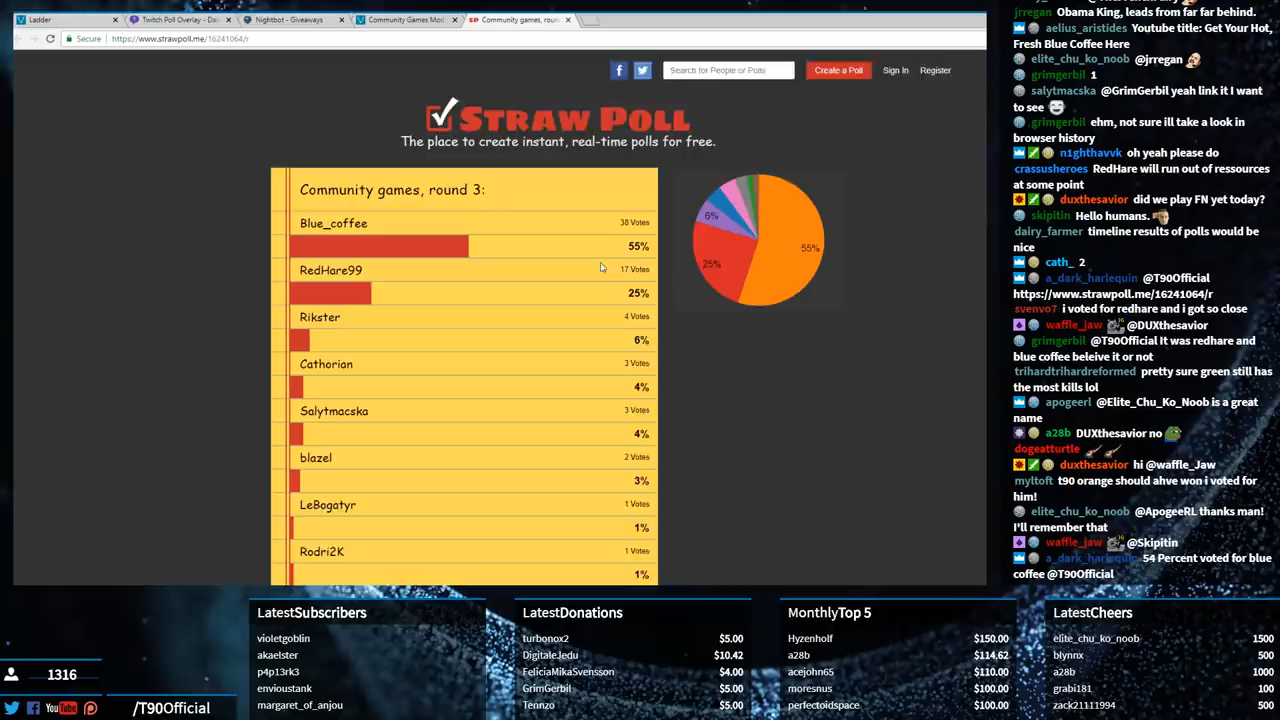 Ladder
Twitch Poll Overlay - Da
Nightbot - Giveaways
Community Games Mod
SP Community games, roun
Secure https://www.strawpoll.me/16241064/r
Search for People or Polls
Create a Poll
Sign In
Register
STRAW POLL
The place to create instant, real-time polls for free.
Community games, round 3:
Blue_coffee 38 Votes
55%
RedHare99 17 Votes
25%
Rikster 4 Votes
6%
Cathorian 3 Votes
4%
Salytmacska 3 Votes
4%
blazel 2 Votes
3%
LeBogatyr 1 Votes
1%
Rodri2K 1 Votes
1%
6%
55%
25%
jrregan Obama King, leads from far far behind.
aelius_aristides Youtube title: Get Your Hot,
Fresh Blue Coffee Here
elite_chu_ko_noob @jrregan
grimgerbil 1
salytmacska @GrimGerbil yeah link it I want
to see
grimgerbil ehm, not sure ill take a look in
browser history
n1ghthavvk oh yeah please do
crassusheroes RedHare will run out of ressources
at some point
duxthesavior did we play FN yet today?
skipitin Hello humans.
dairy_farmer timeline results of polls would be
nice
cath_ 2
a_dark_harlequin @T90Official
https://www.strawpoll.me/16241064/r
svenvo7 i voted for redhare and i got so close
waffle_jaw @DUXthesavior
grimgerbil @T90Official It was redhare and
blue coffee beleive it or not
trihardtrihardreformed pretty sure green still has
the most kills lol
apogeerl @Elite_Chu_Ko_Noob is a great
name
a28b DUXthesavior no
dogeatturtle
duxthesavior hi @waffle_Jaw
myltoft t90 orange should ahve won i voted for
him!
elite_chu_ko_noob @ApogeeRL thanks man!
I'll remember that
waffle_jaw @Skipitin
a_dark_harlequin 54 Percent voted for blue
coffee @T90Official
LatestSubscribers
violetgoblin
akaelster
p4p13rk3
envioustank
margaret_of_anjou
LatestDonations
turbonox2 $5.00
DigitaleJedu $10.42
FeliciaMikaSvensson $4.00
GrimGerbil $5.00
Tennzo $5.00
MonthlyTop 5
Hyzenholf $150.00
a28b $114.62
acejohn65 $110.00
moresnus $100.00
perfectoidspace $100.00
LatestCheers
elite_chu_ko_noob 1500
blynnx 500
a28b 1000
grabi181 100
zack21111994 500
1316
You Tube
/T90Official